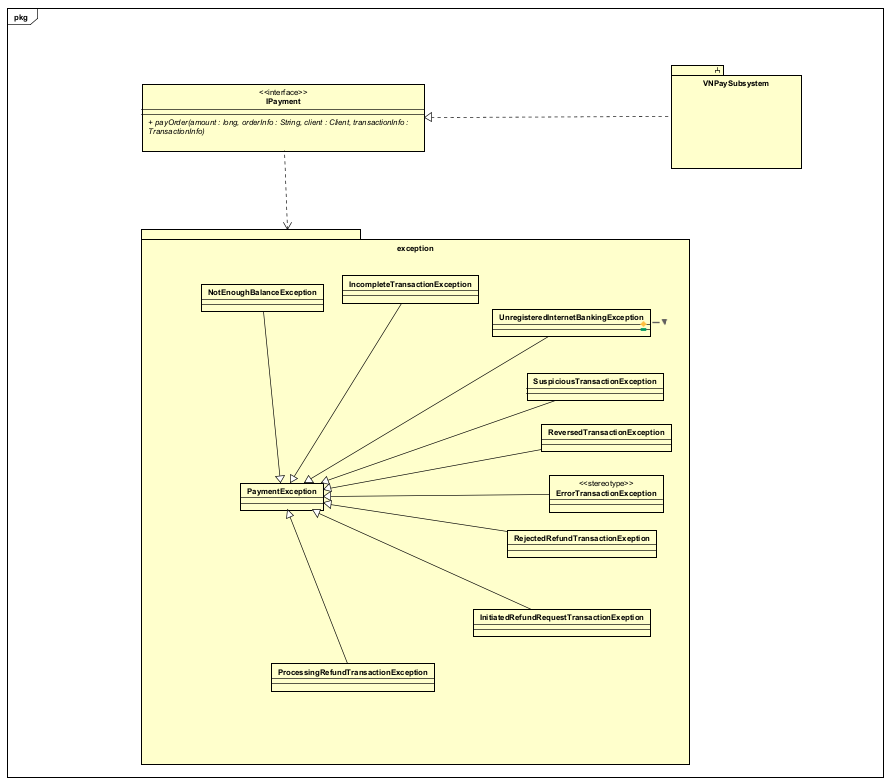 pkg
<<interface>>
IPayment
+ payOrder(amount : long, orderInfo : String, client : Client, transactionInfo :
TransactionInfo)
VNPaySubsystem
exception
NotEnoughBalanceException
IncompleteTransactionException
UnregisteredInternetBankingException
SuspiciousTransactionException
ReversedTransactionException
PaymentException
<<stereotype>>
ErrorTransactionException
RejectedRefundTransactionExeption
InitiatedRefundRequestTransactionExeption
ProcessingRefundTransactionException